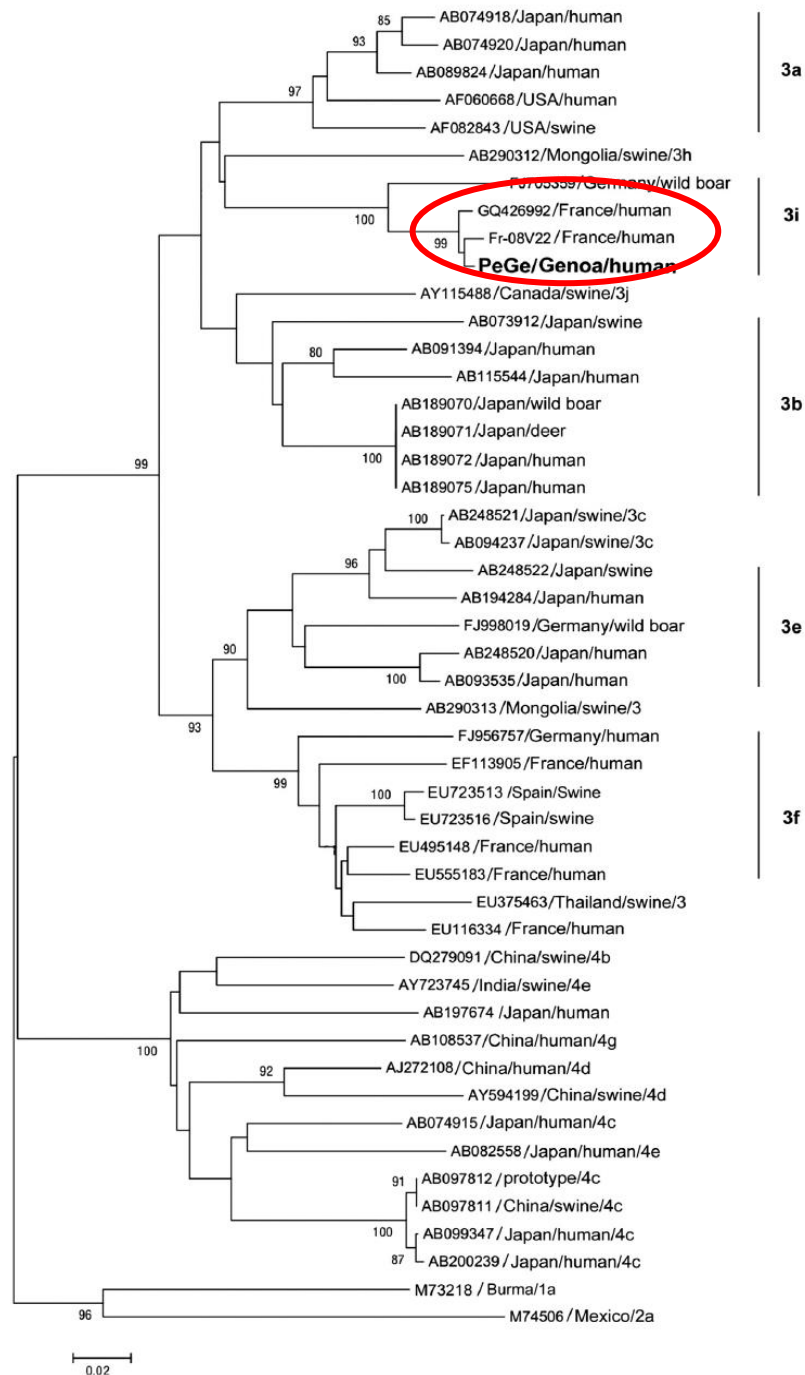 AB074918/Japan/human
85
AB074920/Japan/human
93
AB089824/Japan/human
3a
97
AF060668/USA/human
AF082843/USA/swine
AB290312/Mongolia/swine/3h
FJ705359/Germany/wild boar
GQ426992/France/human
3i
100
Fr-08V22/France/human
99
PeGe/Genoa/human
AY115488/Canada/swine/3j
AB073912/Japan/swine
AB091394/Japan/human
80
AB115544/Japan/human
AB189070/Japan/wild boar
3b
AB189071/Japan/deer
AB189072/Japan/human
100
99
AB189075/Japan/human
AB248521/Japan/swine/3c
100
AB094237/Japan/swine/3c
AB248522/Japan/swine
96
AB194284/Japan/human
FJ998019/Germany/wild boar
3e
AB248520/Japan/human
90
AB093535/Japan/human
100
AB290313/Mongolia/swine/3
93
FJ956757/Germany/human
EF113905/France/human
99
EU723513/Spain/Swine
100
EU723516/Spain/swine
3f
EU495148/France/human
EU555183/France/human
EU375463/Thailand/swine/3
EU116334/France/human
DQ279091/China/swine/4b
AY723745/India/swine/4e
AB197674/Japan/human
AB108537/China/human/4g
100
AJ272108/China/human/4d
92
AY594199/China/swine/4d
AB074915/Japan/human/4c
AB082558/Japan/human/4e
AB097812/prototype/4c
91
AB097811/China/swine/4c
100
AB099347/Japan/human/4c
AB200239/Japan/human/4c
87
M73218/Burma/1a
96
M74506/Mexico/2a
0.02